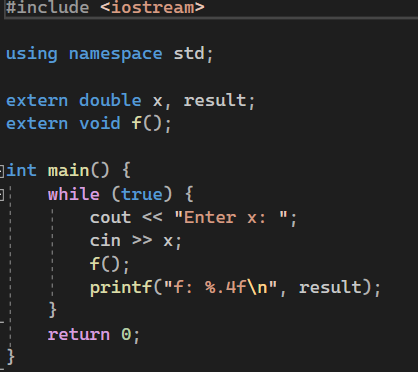 #include <iostream>
using namespace std;
extern double x, result;
extern void f();
int main() {
while (true) {
cout << "Enter x: ";
cin >> x;
f();
printf("f: %.4f\n", result);
}
return 0;
}